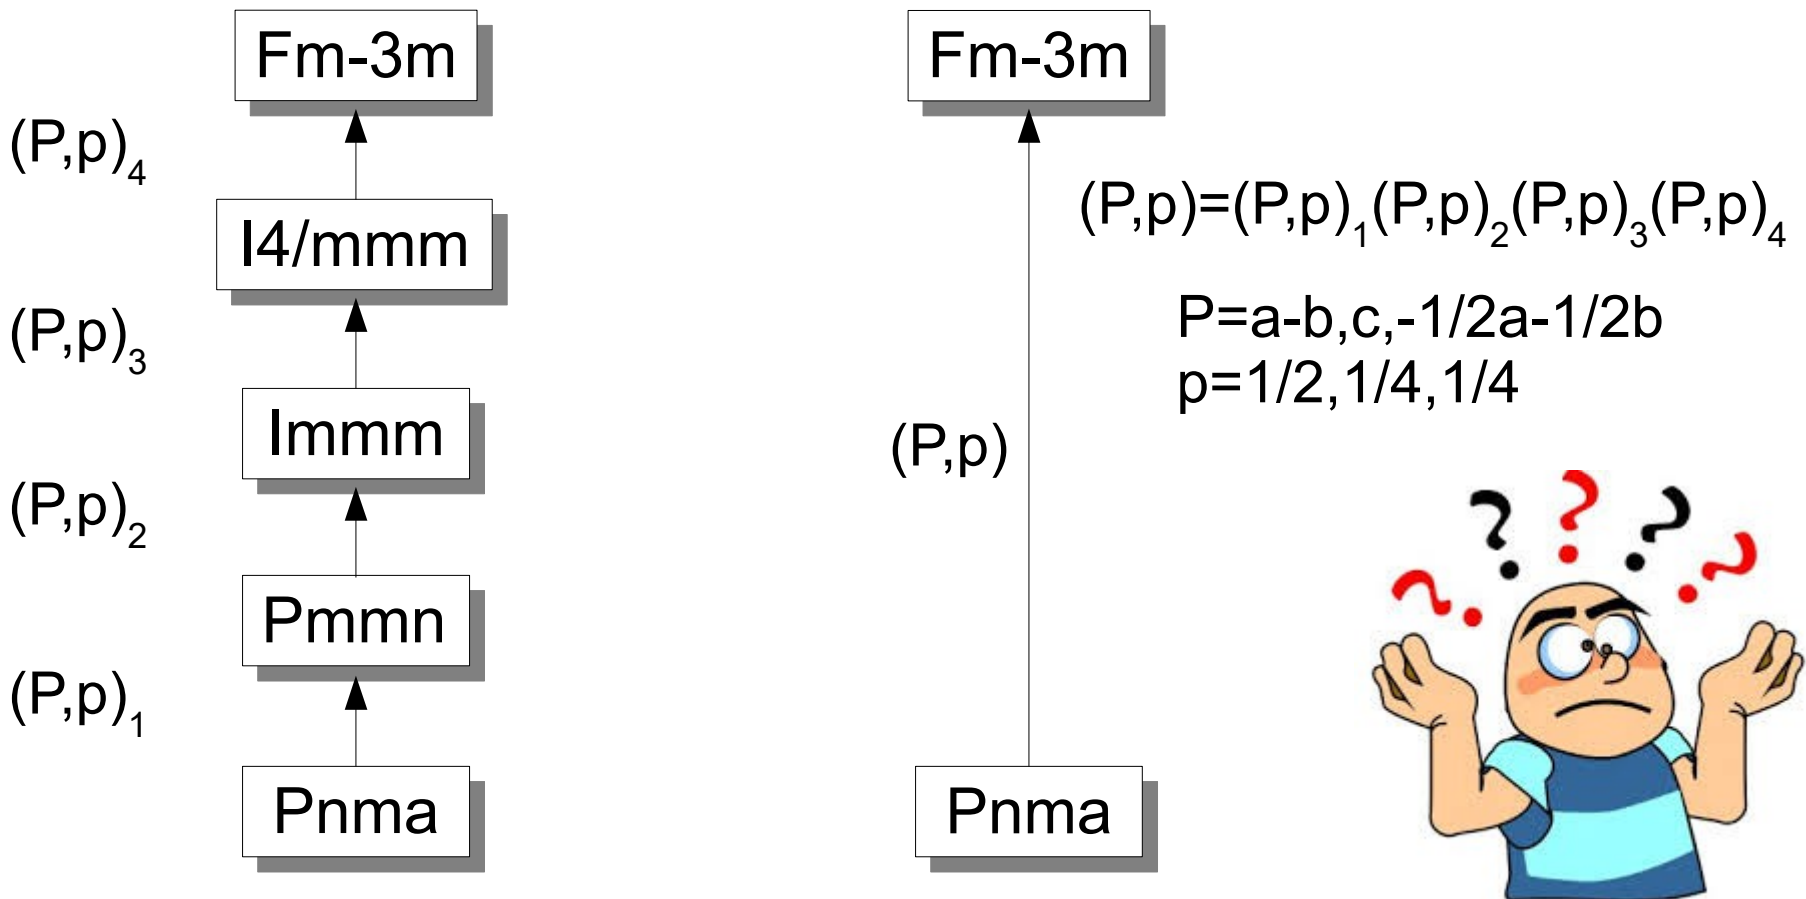 Fm-3m
(P,p)4
I4/mmm
(P,p)3
Immm
(P,p)2
Pmmn
(P,p)1
Pnma
Fm-3m
(P,p)
Pnma
(P,p)=(P,p)1(P,p)2(P,p)3(P,p)4
P=a-b,c,-1/2a-1/2b
p=1/2,1/4,1/4
? ? ? ? ?